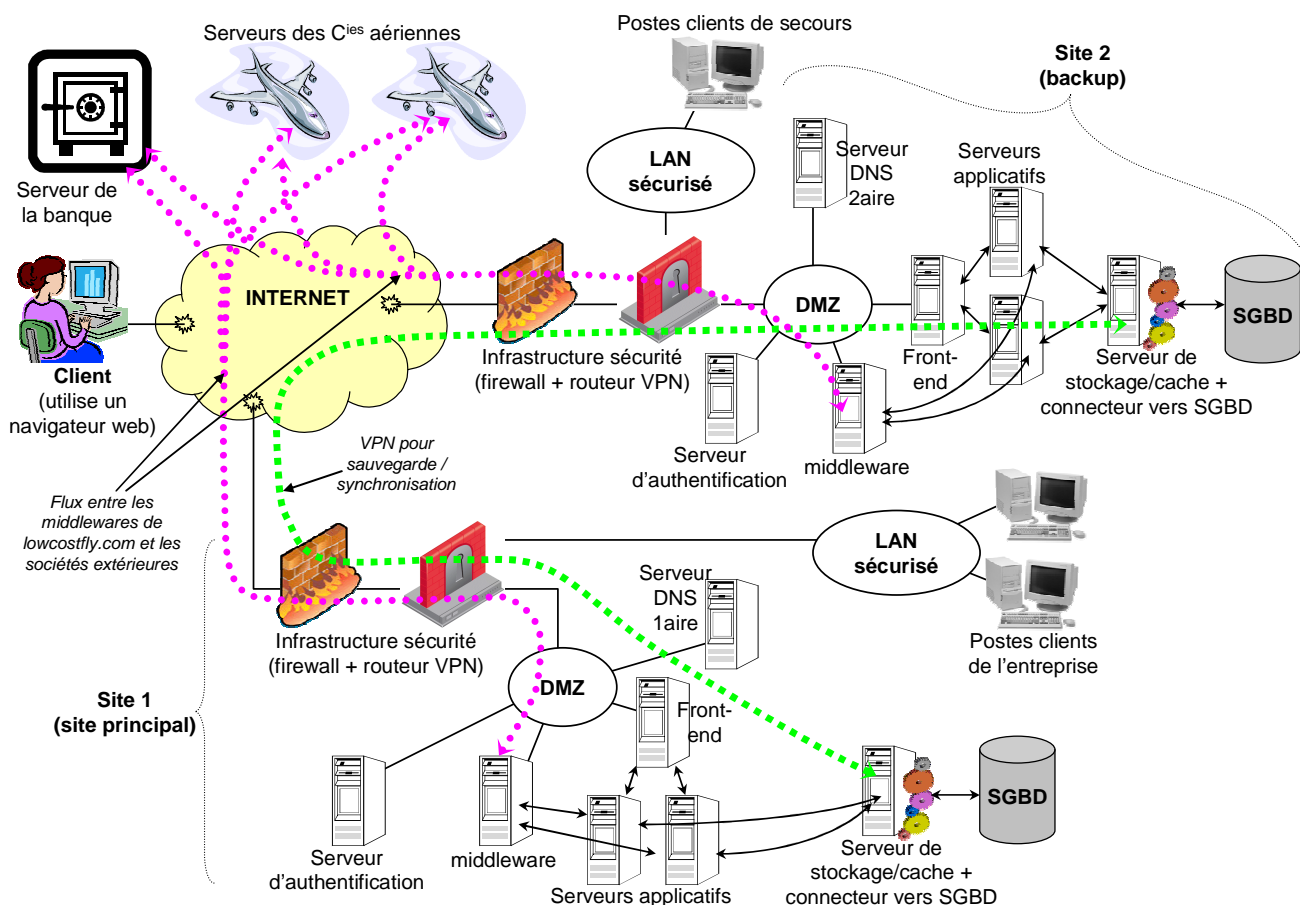 Serveurs des Cies aériennes
Postes clients de secours
Site 2
(backup)
Serveur de
la banque
LAN
sécurisé
Serveur
DNS
2aire
Serveurs
applicatifs
INTERNET
DMZ
SGBD
Client
(utilise un
navigateur web)
Infrastructure sécurité
(firewall + routeur VPN)
Front-
end
Serveur de
stockage/cache +
connecteur vers SGBD
Serveur
d'authentification
middleware
VPN pour
sauvegarde /
synchronisation
Flux entre les
middlewares de
lowcostfly.com et les
sociétés extérieures
LAN
sécurisé
Postes clients
de l'entreprise
Infrastructure sécurité
(firewall + routeur VPN)
Serveur
DNS
1aire
Site 1
(site principal)
DMZ
Front-
end
SGBD
Serveur
d'authentification
middleware
Serveurs applicatifs
Serveur de
stockage/cache +
connecteur vers SGBD